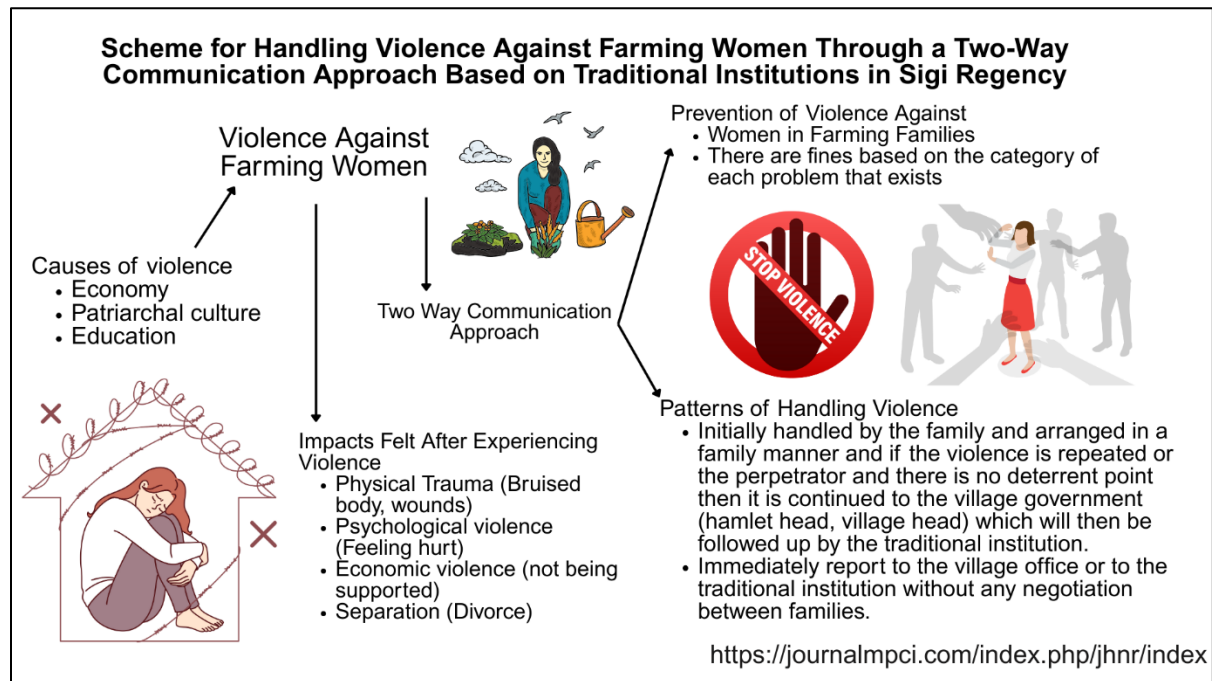 Scheme for Handling Violence Against Farming Women Through a Two-Way
Communication Approach Based on Traditional Institutions in Sigi Regency
Violence Against
Farming Women
Causes of violence
• Economy
• Patriarchal culture
• Education
Two Way Communication
Approach
Impacts Felt After Experiencing
Violence
• Physical Trauma (Bruised
body, wounds)
• Psychological violence
(Feeling hurt)
• Economic violence (not being
supported)
• Separation (Divorce)
Prevention of Violence Against
• Women in Farming Families
• There are fines based on the category of
each problem that exists
STOP VIOLENCE
Patterns of Handling Violence
• Initially handled by the family and arranged in a
family manner and if the violence is repeated or
the perpetrator and there is no deterrent point
then it is continued to the village government
(hamlet head, village head) which will then be
followed up by the traditional institution.
• Immediately report to the village office or to the
traditional institution without any negotiation
between families.
https://journalmpci.com/index.php/jhnr/index